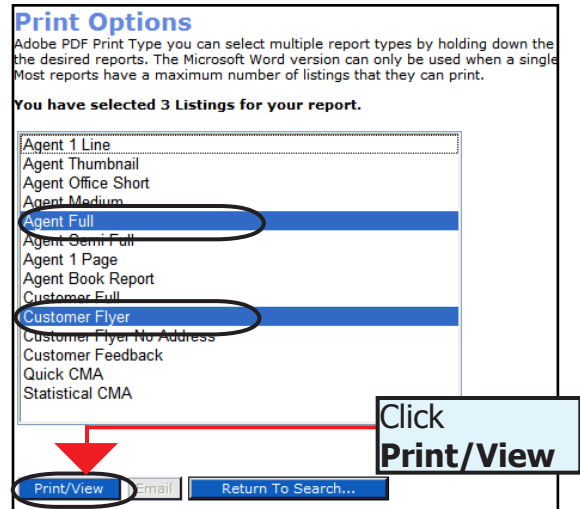 Print Options
Adobe PDF Print Type you can select multiple report types by holding down the
the desired reports. The Microsoft Word version can only be used when a single
Most reports have a maximum number of listings that they can print.
You have selected 3 Listings for your report.
Agent 1 Line
Agent Thumbnail
Agent Office Short
Agent Medium
Agent Full
Agent Semi Full
Agent 1 Page
Agent Book Report
Customer Full
Customer Flyer
Customer Flyer No Address
Customer Feedback
Quick CMA
Statistical CMA
Click
Print/View
Print/View Email Return To Search...